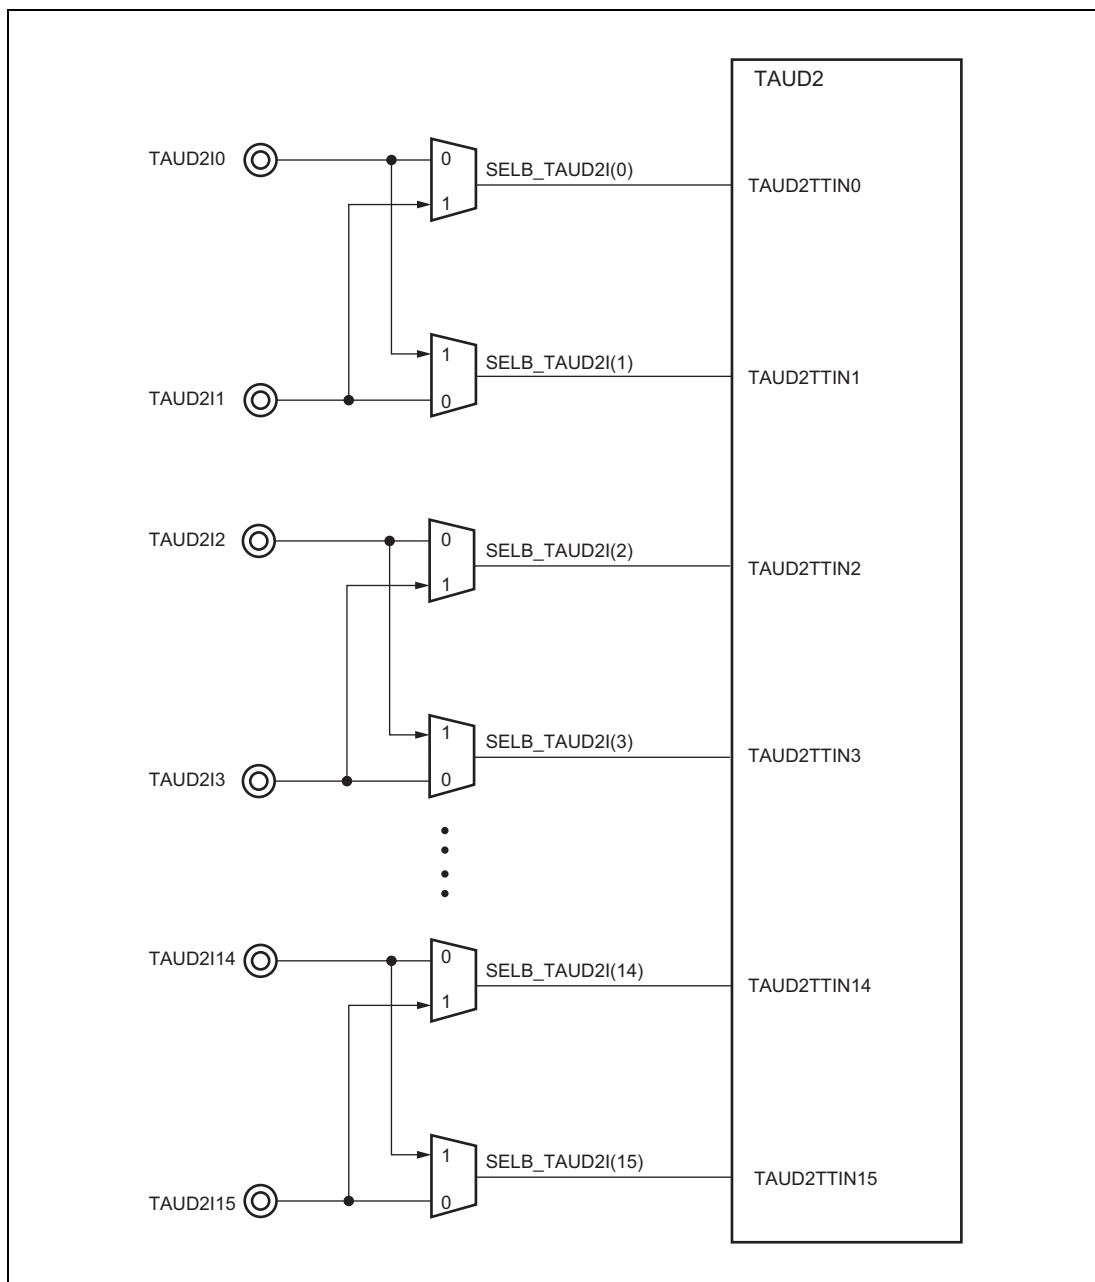 TAUD2
TAUD2I0
0
SELB_TAUD2I(0)
TAUD2TTIN0
1
1
SELB_TAUD2I(1)
TAUD2TTIN1
TAUD2I1
0
TAUD2I2
0
SELB_TAUD2I(2)
TAUD2TTIN2
1
1
SELB_TAUD2I(3)
TAUD2TTIN3
TAUD2I3
0
TAUD2I14
0
SELB_TAUD2I(14)
TAUD2TTIN14
1
1
SELB_TAUD2I(15)
TAUD2TTIN15
TAUD2I15
0